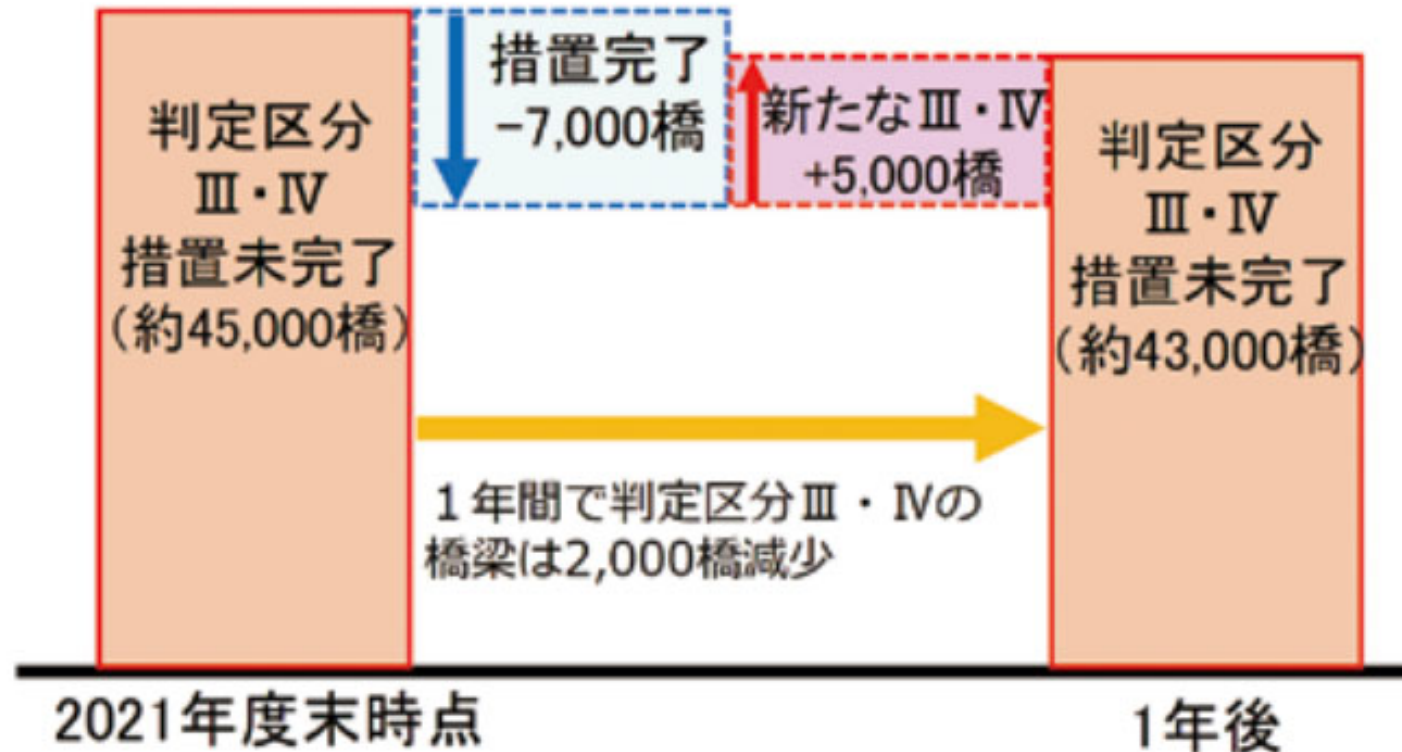 判定区分
Ⅲ・Ⅳ
措置未完了
(約45,000橋)
措置完了
-7,000橋
新たなⅢ・Ⅳ
+5,000橋
判定区分
Ⅲ・Ⅳ
措置未完了
(約43,000橋)
１年間で判定区分Ⅲ・Ⅳの
橋梁は2,000橋減少
2021年度末時点
1年後